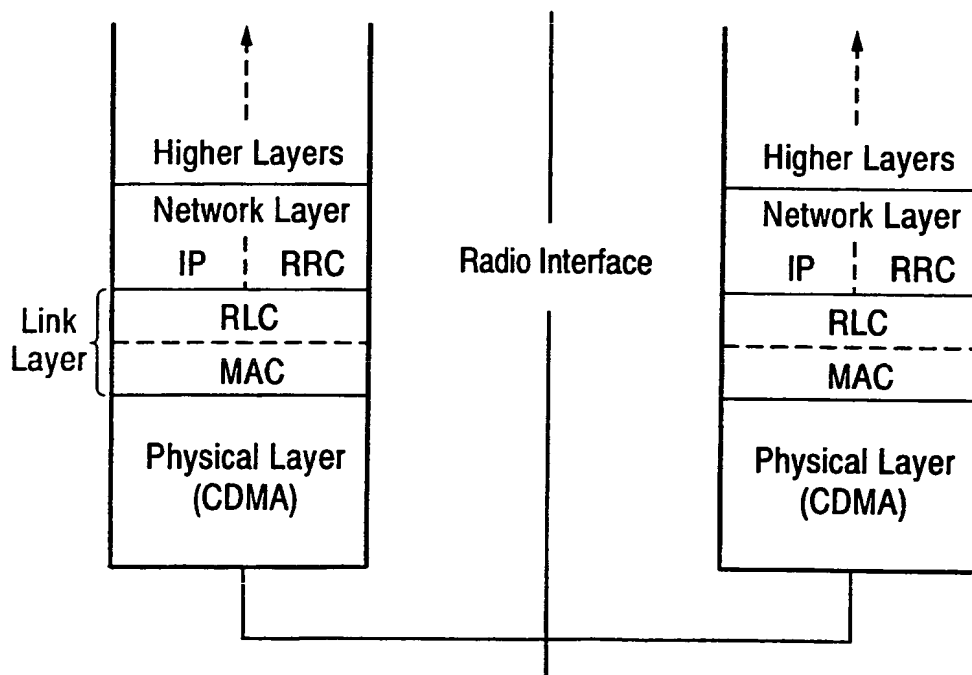 Higher Layers
Network Layer
IP RRC
Link
Layer
RLC
MAC
Physical Layer
(CDMA)
Radio Interface
Higher Layers
Network Layer
IP RRC
RLC
MAC
Physical Layer
(CDMA)